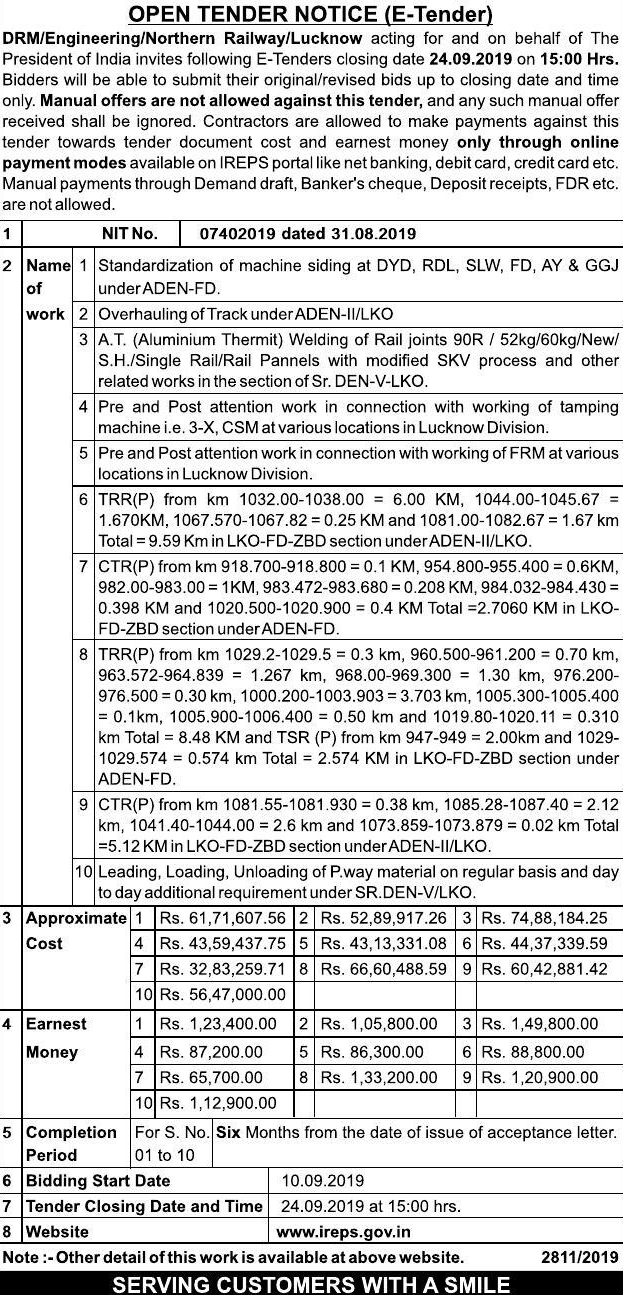 OPEN TENDER NOTICE (E-Tender)
DRM/Engineering/Northern Railway/Lucknow acting for and on behalf of The
President of India invites following E-Tenders closing date 24.09.2019 on 15:00 Hrs.
Bidders will be able to submit their original/revised bids up to closing date and time
only. Manual offers are not allowed against this tender, and any such manual offer
received shall be ignored. Contractors are allowed to make payments against this
tender towards tender document cost and earnest money only through online
payment modes available on IREPS portal like net banking, debit card, credit card etc.
Manual payments through Demand draft, Banker's cheque, Deposit receipts, FDR etc.
are not allowed.
1 NIT No. 07402019 dated 31.08.2019
2 Name of work
1 Standardization of machine siding at DYD, RDL, SLW, FD, AY & GGJ
under ADEN-FD.
2 Overhauling of Track under ADEN-II/LKO
3 A.T. (Aluminium Thermit) Welding of Rail joints 90R / 52kg/60kg/New/
S.H./Single Rail/Rail Pannels with modified SKV process and other
related works in the section of Sr. DEN-V-LKO.
4 Pre and Post attention work in connection with working of tamping
machine i.e. 3-X, CSM at various locations in Lucknow Division.
5 Pre and Post attention work in connection with working of FRM at various
locations in Lucknow Division.
6 TRR(P) from km 1032.00-1038.00 = 6.00 KM, 1044.00-1045.67 =
1.670KM, 1067.570-1067.82 = 0.25 KM and 1081.00-1082.67 = 1.67 km
Total = 9.59 Km in LKO-FD-ZBD section under ADEN-II/LKO.
7 CTR(P) from km 918.700-918.800 = 0.1 KM, 954.800-955.400 = 0.6KM,
982.00-983.00 = 1KM, 983.472-983.680 = 0.208 KM, 984.032-984.430 =
0.398 KM and 1020.500-1020.900 = 0.4 KM Total =2.7060 KM in LKO-
FD-ZBD section under ADEN-FD.
8 TRR(P) from km 1029.2-1029.5 = 0.3 km, 960.500-961.200 = 0.70 km,
963.572-964.839 = 1.267 km, 968.00-969.300 = 1.30 km, 976.200-
976.500 = 0.30 km, 1000.200-1003.903 = 3.703 km, 1005.300-1005.400
= 0.1km, 1005.900-1006.400 = 0.50 km and 1019.80-1020.11 = 0.310
km Total = 8.48 KM and TSR (P) from km 947-949 = 2.00km and 1029-
1029.574 = 0.574 km Total = 2.574 KM in LKO-FD-ZBD section under
ADEN-FD.
9 CTR(P) from km 1081.55-1081.930 = 0.38 km, 1085.28-1087.40 = 2.12
km, 1041.40-1044.00 = 2.6 km and 1073.859-1073.879 = 0.02 km Total
=5.12 KM in LKO-FD-ZBD section under ADEN-II/LKO.
10 Leading, Loading, Unloading of P.way material on regular basis and day
to day additional requirement under SR.DEN-V/LKO.
3 Approximate Cost
1 Rs. 61,71,607.56 2 Rs. 52,89,917.26 3 Rs. 74,88,184.25
4 Rs. 43,59,437.75 5 Rs. 43,13,331.08 6 Rs. 44,37,339.59
7 Rs. 32,83,259.71 8 Rs. 66,60,488.59 9 Rs. 60,42,881.42
10 Rs. 56,47,000.00
4 Earnest Money
1 Rs. 1,23,400.00 2 Rs. 1,05,800.00 3 Rs. 1,49,800.00
4 Rs. 87,200.00 5 Rs. 86,300.00 6 Rs. 88,800.00
7 Rs. 65,700.00 8 Rs. 1,33,200.00 9 Rs. 1,20,900.00
10 Rs. 1,12,900.00
5 Completion Period
For S. No. 01 to 10
Six Months from the date of issue of acceptance letter.
6 Bidding Start Date 10.09.2019
7 Tender Closing Date and Time 24.09.2019 at 15:00 hrs.
8 Website www.ireps.gov.in
Note :- Other detail of this work is available at above website. 2811/2019
SERVING CUSTOMERS WITH A SMILE